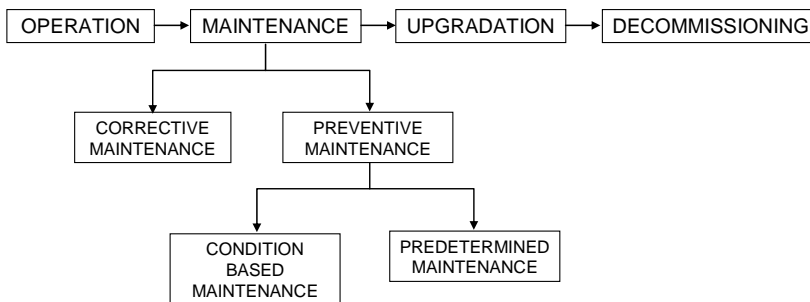 OPERATION
MAINTENANCE
UPGRADATION
DECOMMISSIONING
CORRECTIVE
MAINTENANCE
PREVENTIVE
MAINTENANCE
CONDITION
BASED
MAINTENANCE
PREDETERMINED
MAINTENANCE